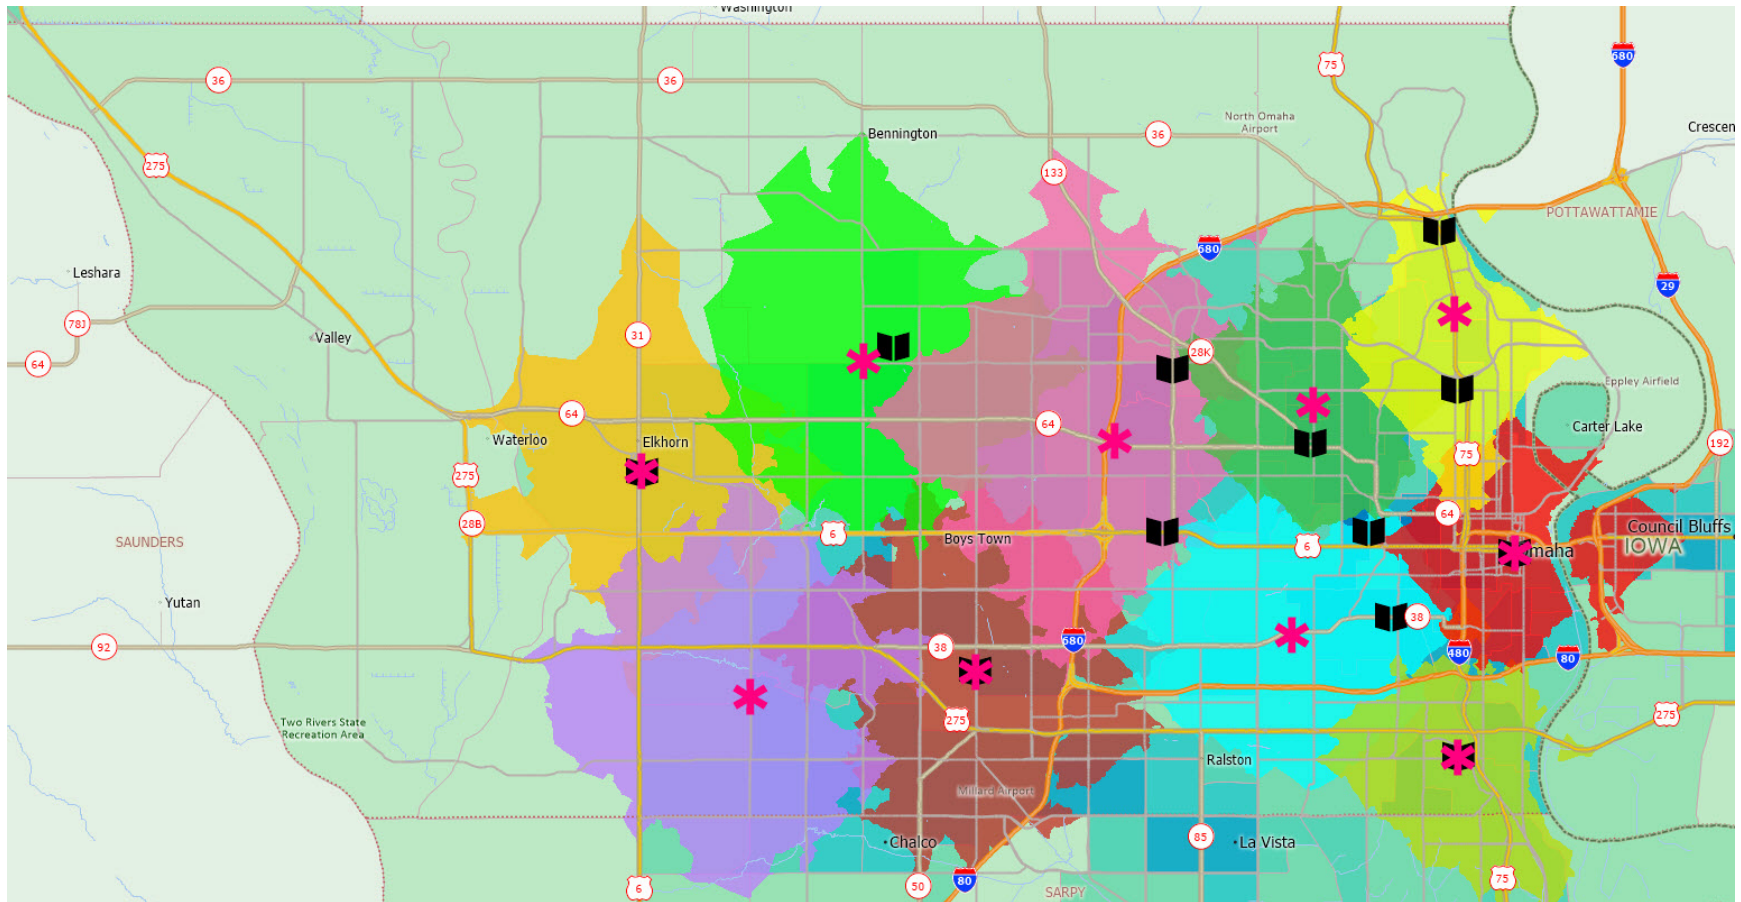 Washington
680
75
36
36
North Omaha
Airport
Bennington
36
Crescen
275
133
POTTAWATTAMIE
680
Leshara
29
78J
31
Valley
28K
64
Eppley Airfield
64
64
Carter Lake
Waterloo
Elkhorn
192
75
275
64
28B
Council Bluffs
6
Boys Town
6
maha
IOWA
SAUNDERS
Yutan
38
92
38
680
480
80
Two Rivers State
Recreation Area
275
275
Ralston
Millard Airport
85
Chalco
La Vista
6
50
80
SARPY
75